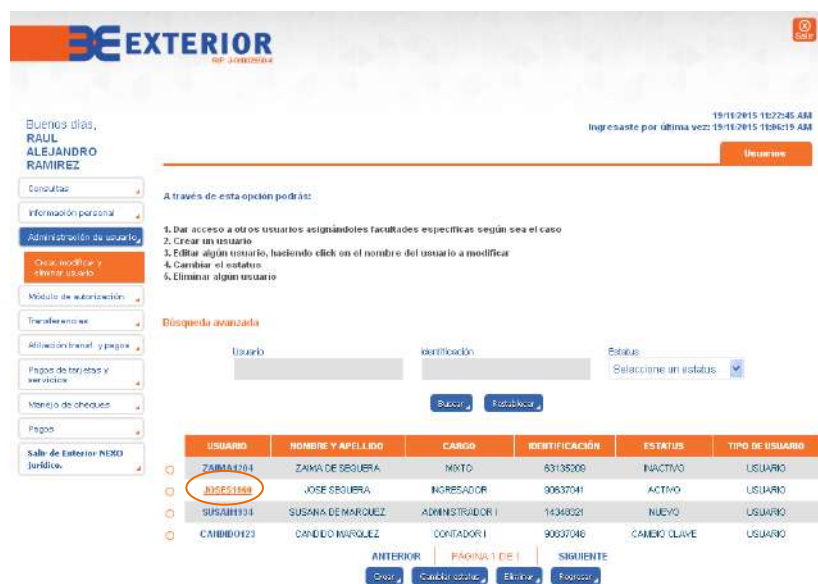 EXTERIOR
Salir
19/11/2015 11:22:45 AM
Ingresaste por última vez: 19/11/2015 11:06:19 AM
Buenos días,
RAUL
ALEJANDRO
RAMIREZ
Usuarios
Consultas
Información personal
Administración de usuario
Crear, modificar y
eliminar usuario
Módulo de autorización
Transferencias
Afiliación transf. y pagos
Pagos de tarjetas y
servicios
Manejo de cheques
Pagos
Salir de Exterior NEXO
Jurídico.
A través de esta opción podrás:
1. Dar acceso a otros usuarios asignándoles facultades específicas según sea el caso
2. Crear un usuario
3. Editar algún usuario, haciendo click en el nombre del usuario a modificar
4. Cambiar el estatus
5. Eliminar algún usuario
Búsqueda avanzada
Usuario Identificación Estatus
Seleccione un estatus
Buscar Restablecer
USUARIO NOMBRE Y APELLIDO CARGO IDENTIFICACIÓN ESTATUS TIPO DE USUARIO
ZAIMA1204 ZAIMA DE SEGUERA MIXTO 63135209 INACTIVO USUARIO
JOSES1960 JOSE SEGUERA INGRESADOR 90637041 ACTIVO USUARIO
SUSANA DE MARQUEZ ADMINISTRADOR I 14348321 NUEVO USUARIO
CANDIDO123 CANDIDO MARQUEZ CONTADOR I 90637046 CAMBIO CLAVE USUARIO
ANTERIOR PÁGINA 1 DE 1 SIGUIENTE
Crear Cambiar estatus Eliminar Regresar